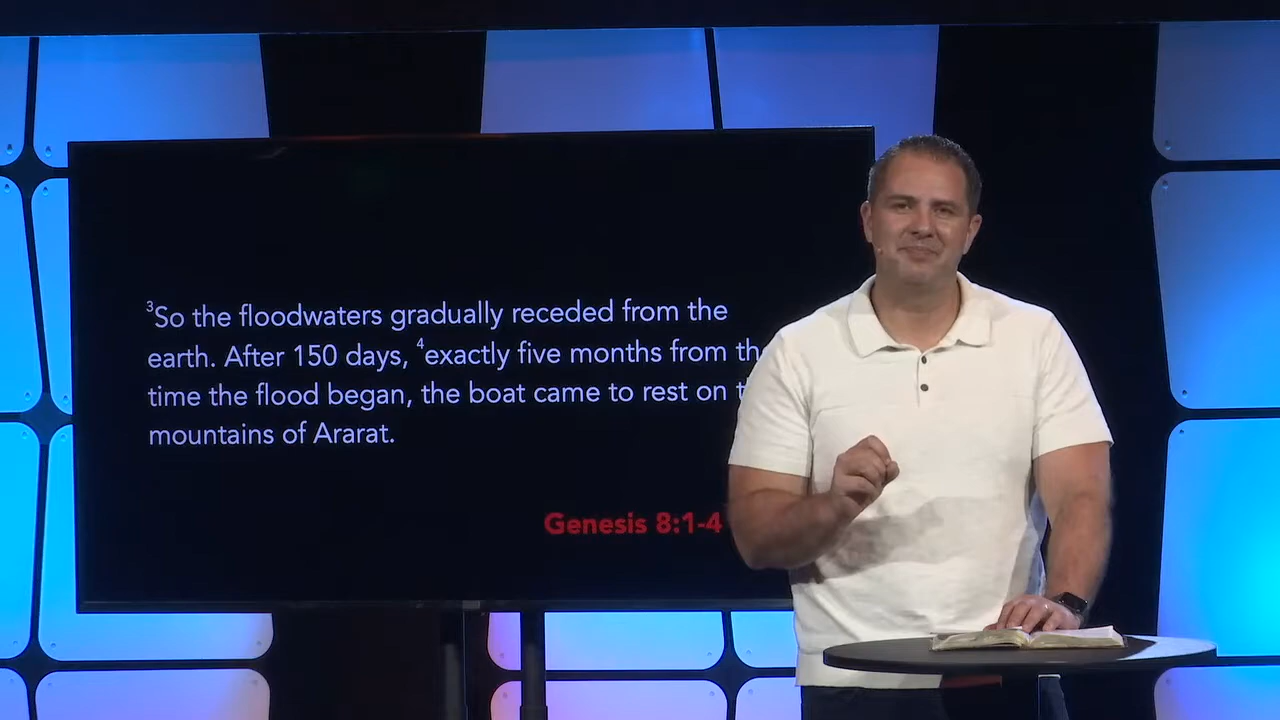 ³So the floodwaters gradually receded from the
earth. After 150 days, ⁴exactly five months from the
time the flood began, the boat came to rest on
mountains of Ararat.
Genesis 8:1-4